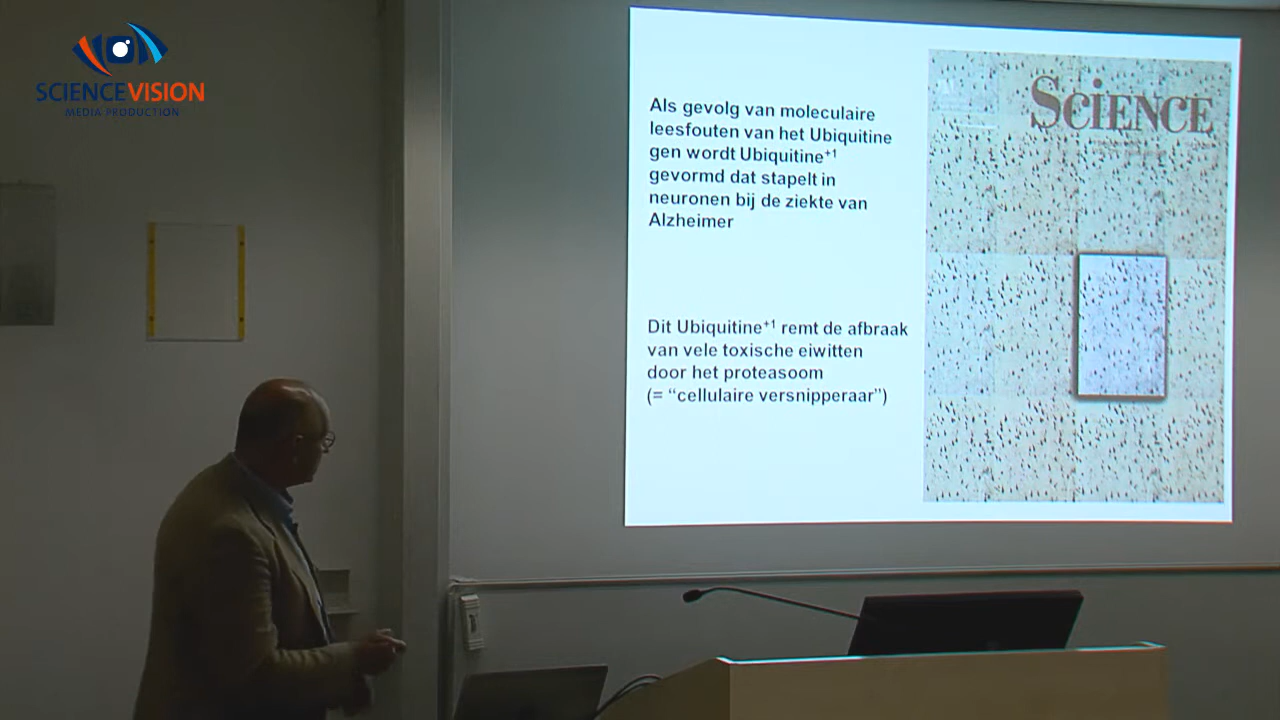 SCIENCEVISION
MEDIA PRODUCTION
Als gevolg van moleculaire
leesfouten van het Ubiquitine
gen wordt Ubiquitine⁺¹
gevormd dat stapelt in
neuronen bij de ziekte van
Alzheimer
Dit Ubiquitine⁺¹ remt de afbraak
van vele toxische eiwitten
door het proteasoom
(= “cellulaire versnipperaar”)
SCiENCE